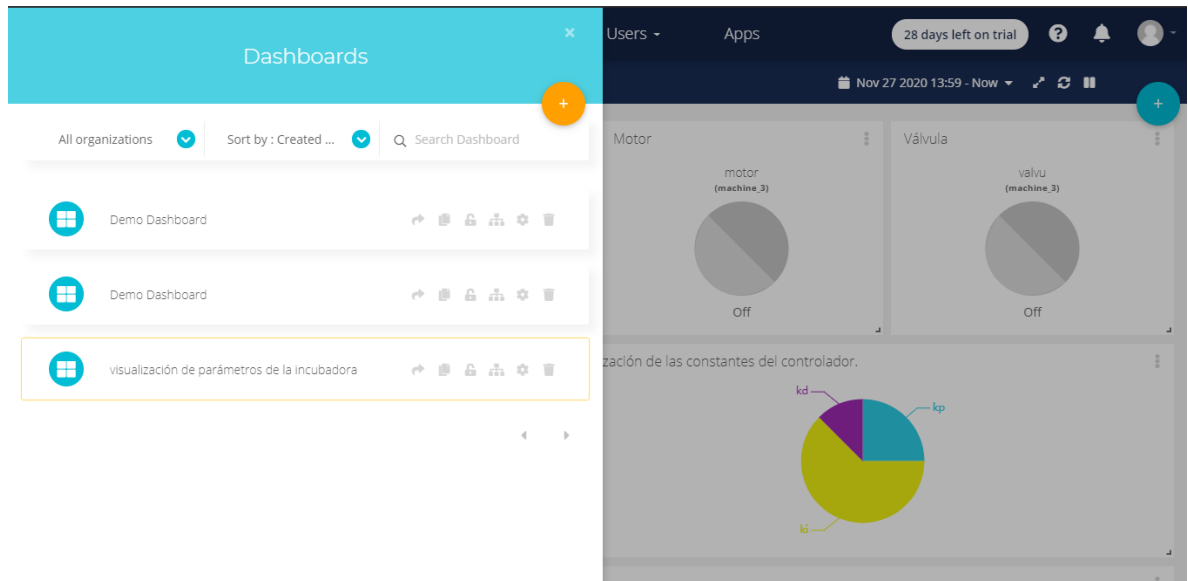 Dashboards
×
Users
Apps
28 days left on trial
Nov 27 2020 13:59 - Now
All organizations
Sort by : Created ...
Search Dashboard
Demo Dashboard
Demo Dashboard
visualización de parámetros de la incubadora
Motor
motor
(machine_3)
Off
Válvula
valvu
(machine_3)
Off
zación de las constantes del controlador.
kd
kp
ki